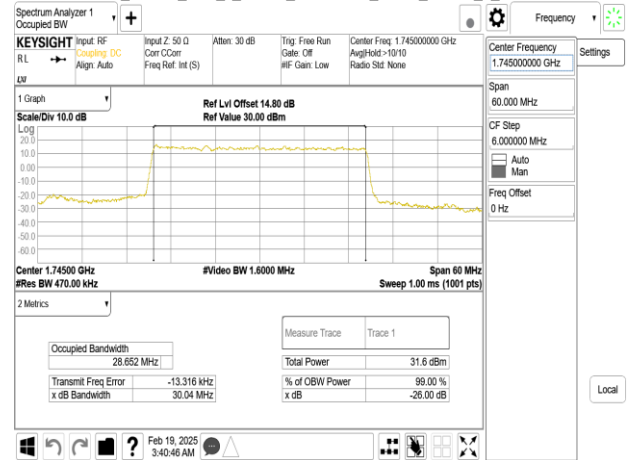 Spectrum Analyzer 1
Occupied BW
Frequency
KEYSIGHT
Input: RF
Coupling: DC
Align: Auto
RL
LXI
Input Z: 50 Ω
Corr CCorr
Freq Ref: Int (S)
Atten: 30 dB
Trig: Free Run
Gate: Off
#IF Gain: Low
Center Freq: 1.745000000 GHz
Avg|Hold:>10/10
Radio Std: None
Center Frequency
1.745000000 GHz
Settings
Span
60.000 MHz
CF Step
6.000000 MHz
Auto
Man
Freq Offset
0 Hz
Local
1 Graph
Scale/Div 10.0 dB
Ref Lvl Offset 14.80 dB
Ref Value 30.00 dBm
Log
20.0
10.0
0.00
-10.0
-20.0
-30.0
-40.0
-50.0
-60.0
Center 1.74500 GHz
#Video BW 1.6000 MHz
Span 60 MHz
#Res BW 470.00 kHz
Sweep 1.00 ms (1001 pts)
2 Metrics
Measure Trace
Trace 1
Occupied Bandwidth
28.652 MHz
Total Power
31.6 dBm
Transmit Freq Error
-13.316 kHz
% of OBW Power
99.00 %
x dB Bandwidth
30.04 MHz
x dB
-26.00 dB
Feb 19, 2025
3:40:46 AM